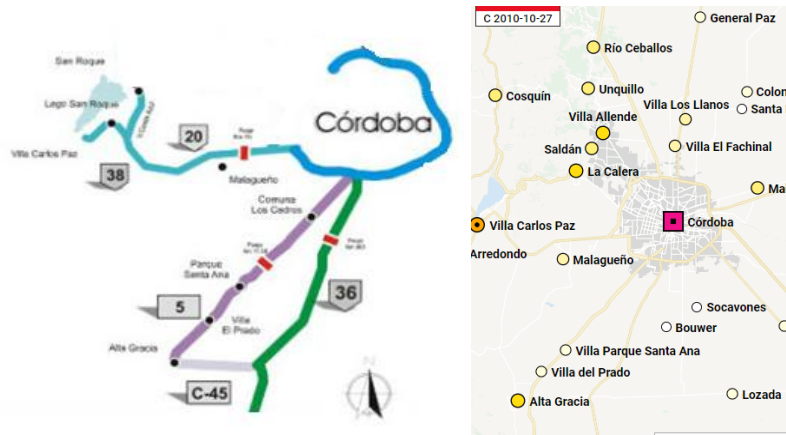 San Roque
Lago San Roque
Villa Carlos Paz
38
20
Malagueño
Córdoba
Comuna
Los Cedros
Parque
Santa Ana
5
Villa
El Prado
Alta Gracia
C-45
36
N
C 2010-10-27
General Paz
Río Ceballos
Cosquín
Unquillo
Villa Los Llanos
Colon
Santa
Villa Allende
Saldán
Villa El Fachinal
La Calera
Ma
Córdoba
Villa Carlos Paz
Arredondo
Malagueño
Socavones
Bouwer
Villa Parque Santa Ana
Villa del Prado
Alta Gracia
Lozada